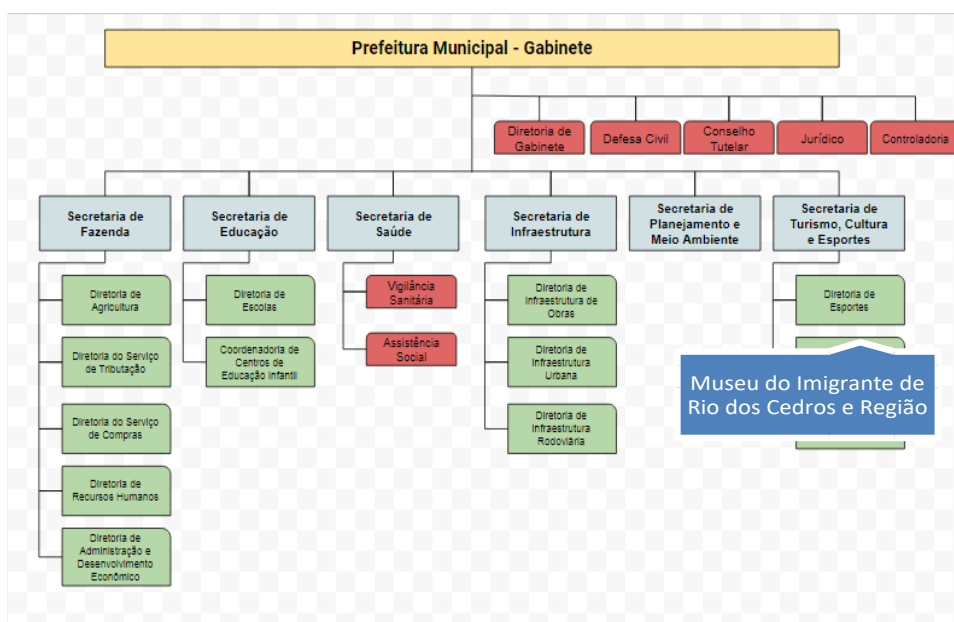 Prefeitura Municipal - Gabinete
Diretoria de
Gabinete
Defesa Civil
Conselho
Tutelar
Jurídico
Controladoria
Secretaria de
Fazenda
Secretaria de
Educação
Secretaria de
Saúde
Secretaria de
Infraestrutura
Secretaria de
Planejamento e
Meio Ambiente
Secretaria de
Turismo, Cultura
e Esportes
Diretoria de
Agricultura
Diretoria do Serviço
de Tributação
Diretoria do Serviço
de Compras
Diretoria de
Recursos Humanos
Diretoria de
Administração e
Desenvolvimento
Econômico
Diretoria de
Escolas
Coordenadoria de
Centros de
Educação Infantil
Vigilância
Sanitária
Assistência
Social
Diretoria de
Infraestrutura de
Obras
Diretoria de
Infraestrutura
Urbana
Diretoria de
Infraestrutura
Rodoviária
Diretoria de
Esportes
Museu do Imigrante de
Rio dos Cedros e Região